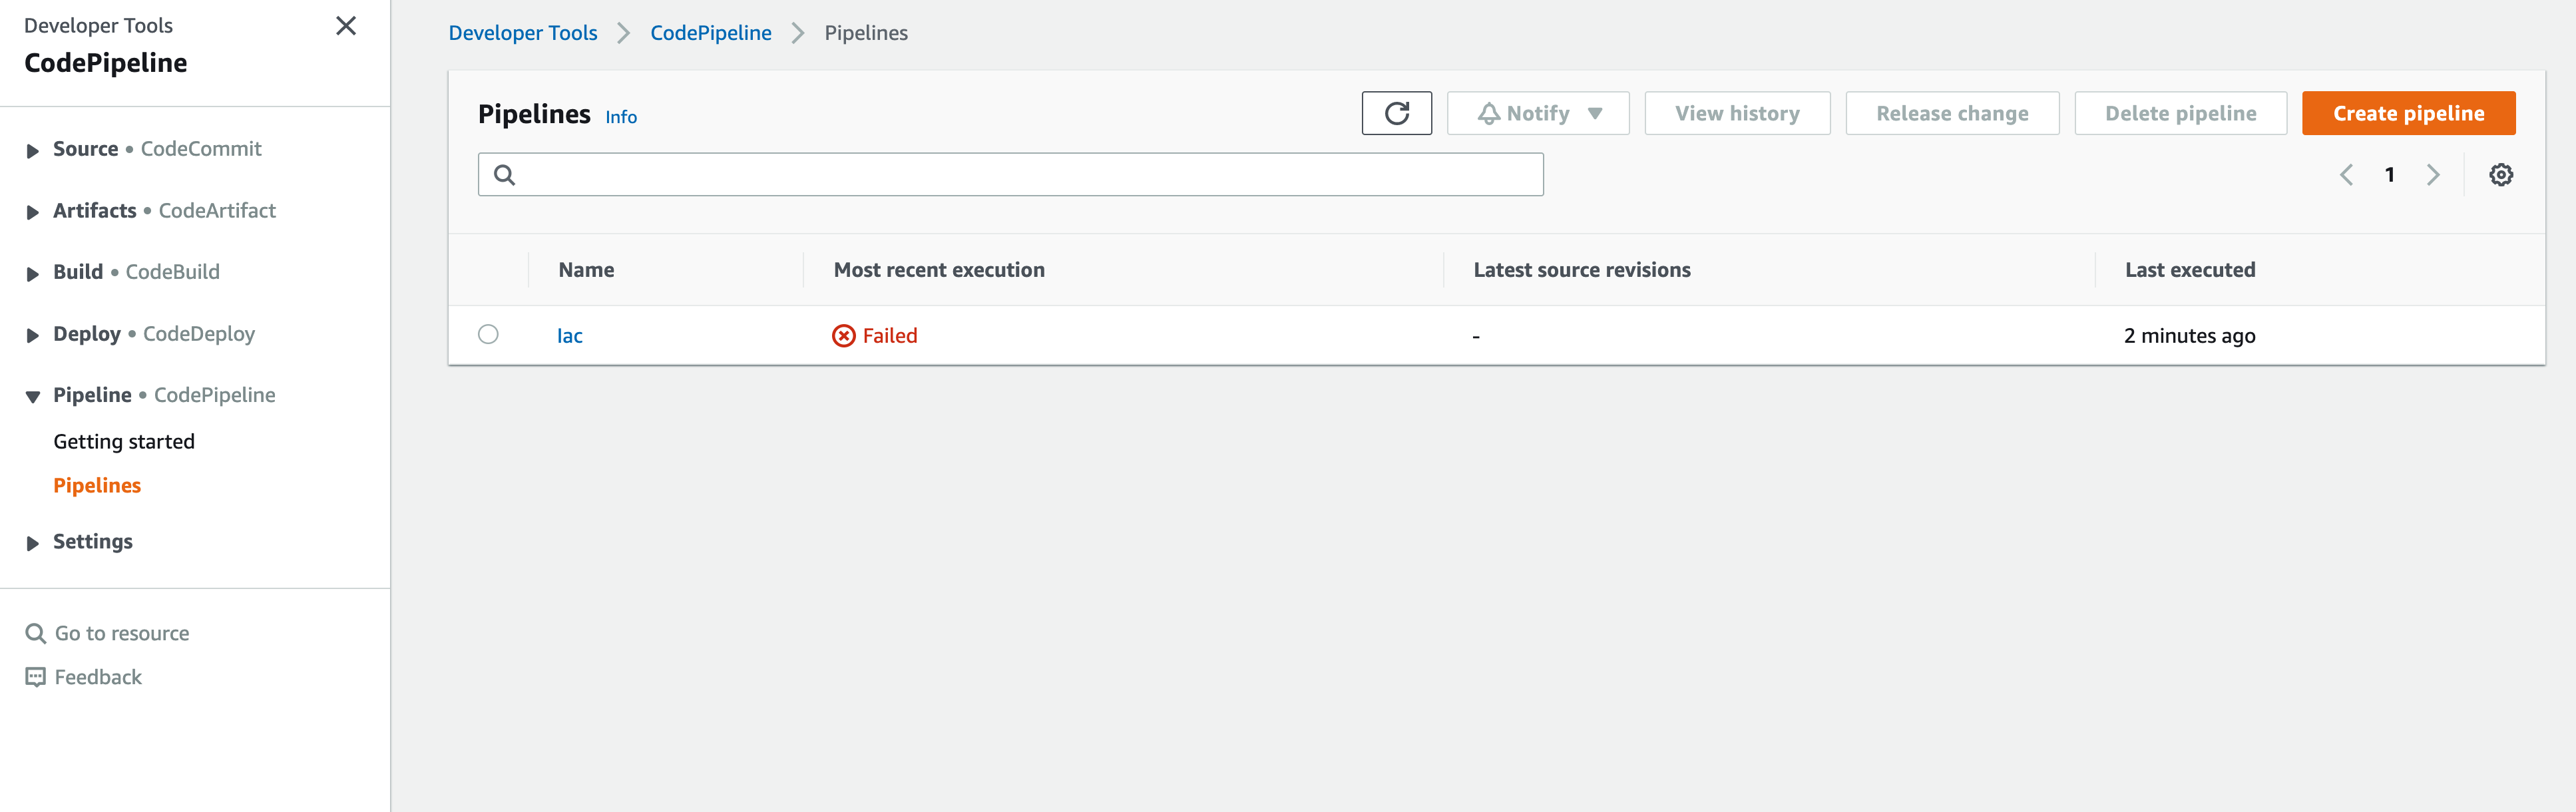 Developer Tools
CodePipeline
Source • CodeCommit
Artifacts • CodeArtifact
Build • CodeBuild
Deploy • CodeDeploy
Pipeline • CodePipeline
Getting started
Pipelines
Settings
Go to resource
Feedback
Developer Tools > CodePipeline > Pipelines
Pipelines Info
Notify View history Release change Delete pipeline Create pipeline
1
Name Most recent execution Latest source revisions Last executed
Iac Failed - 2 minutes ago